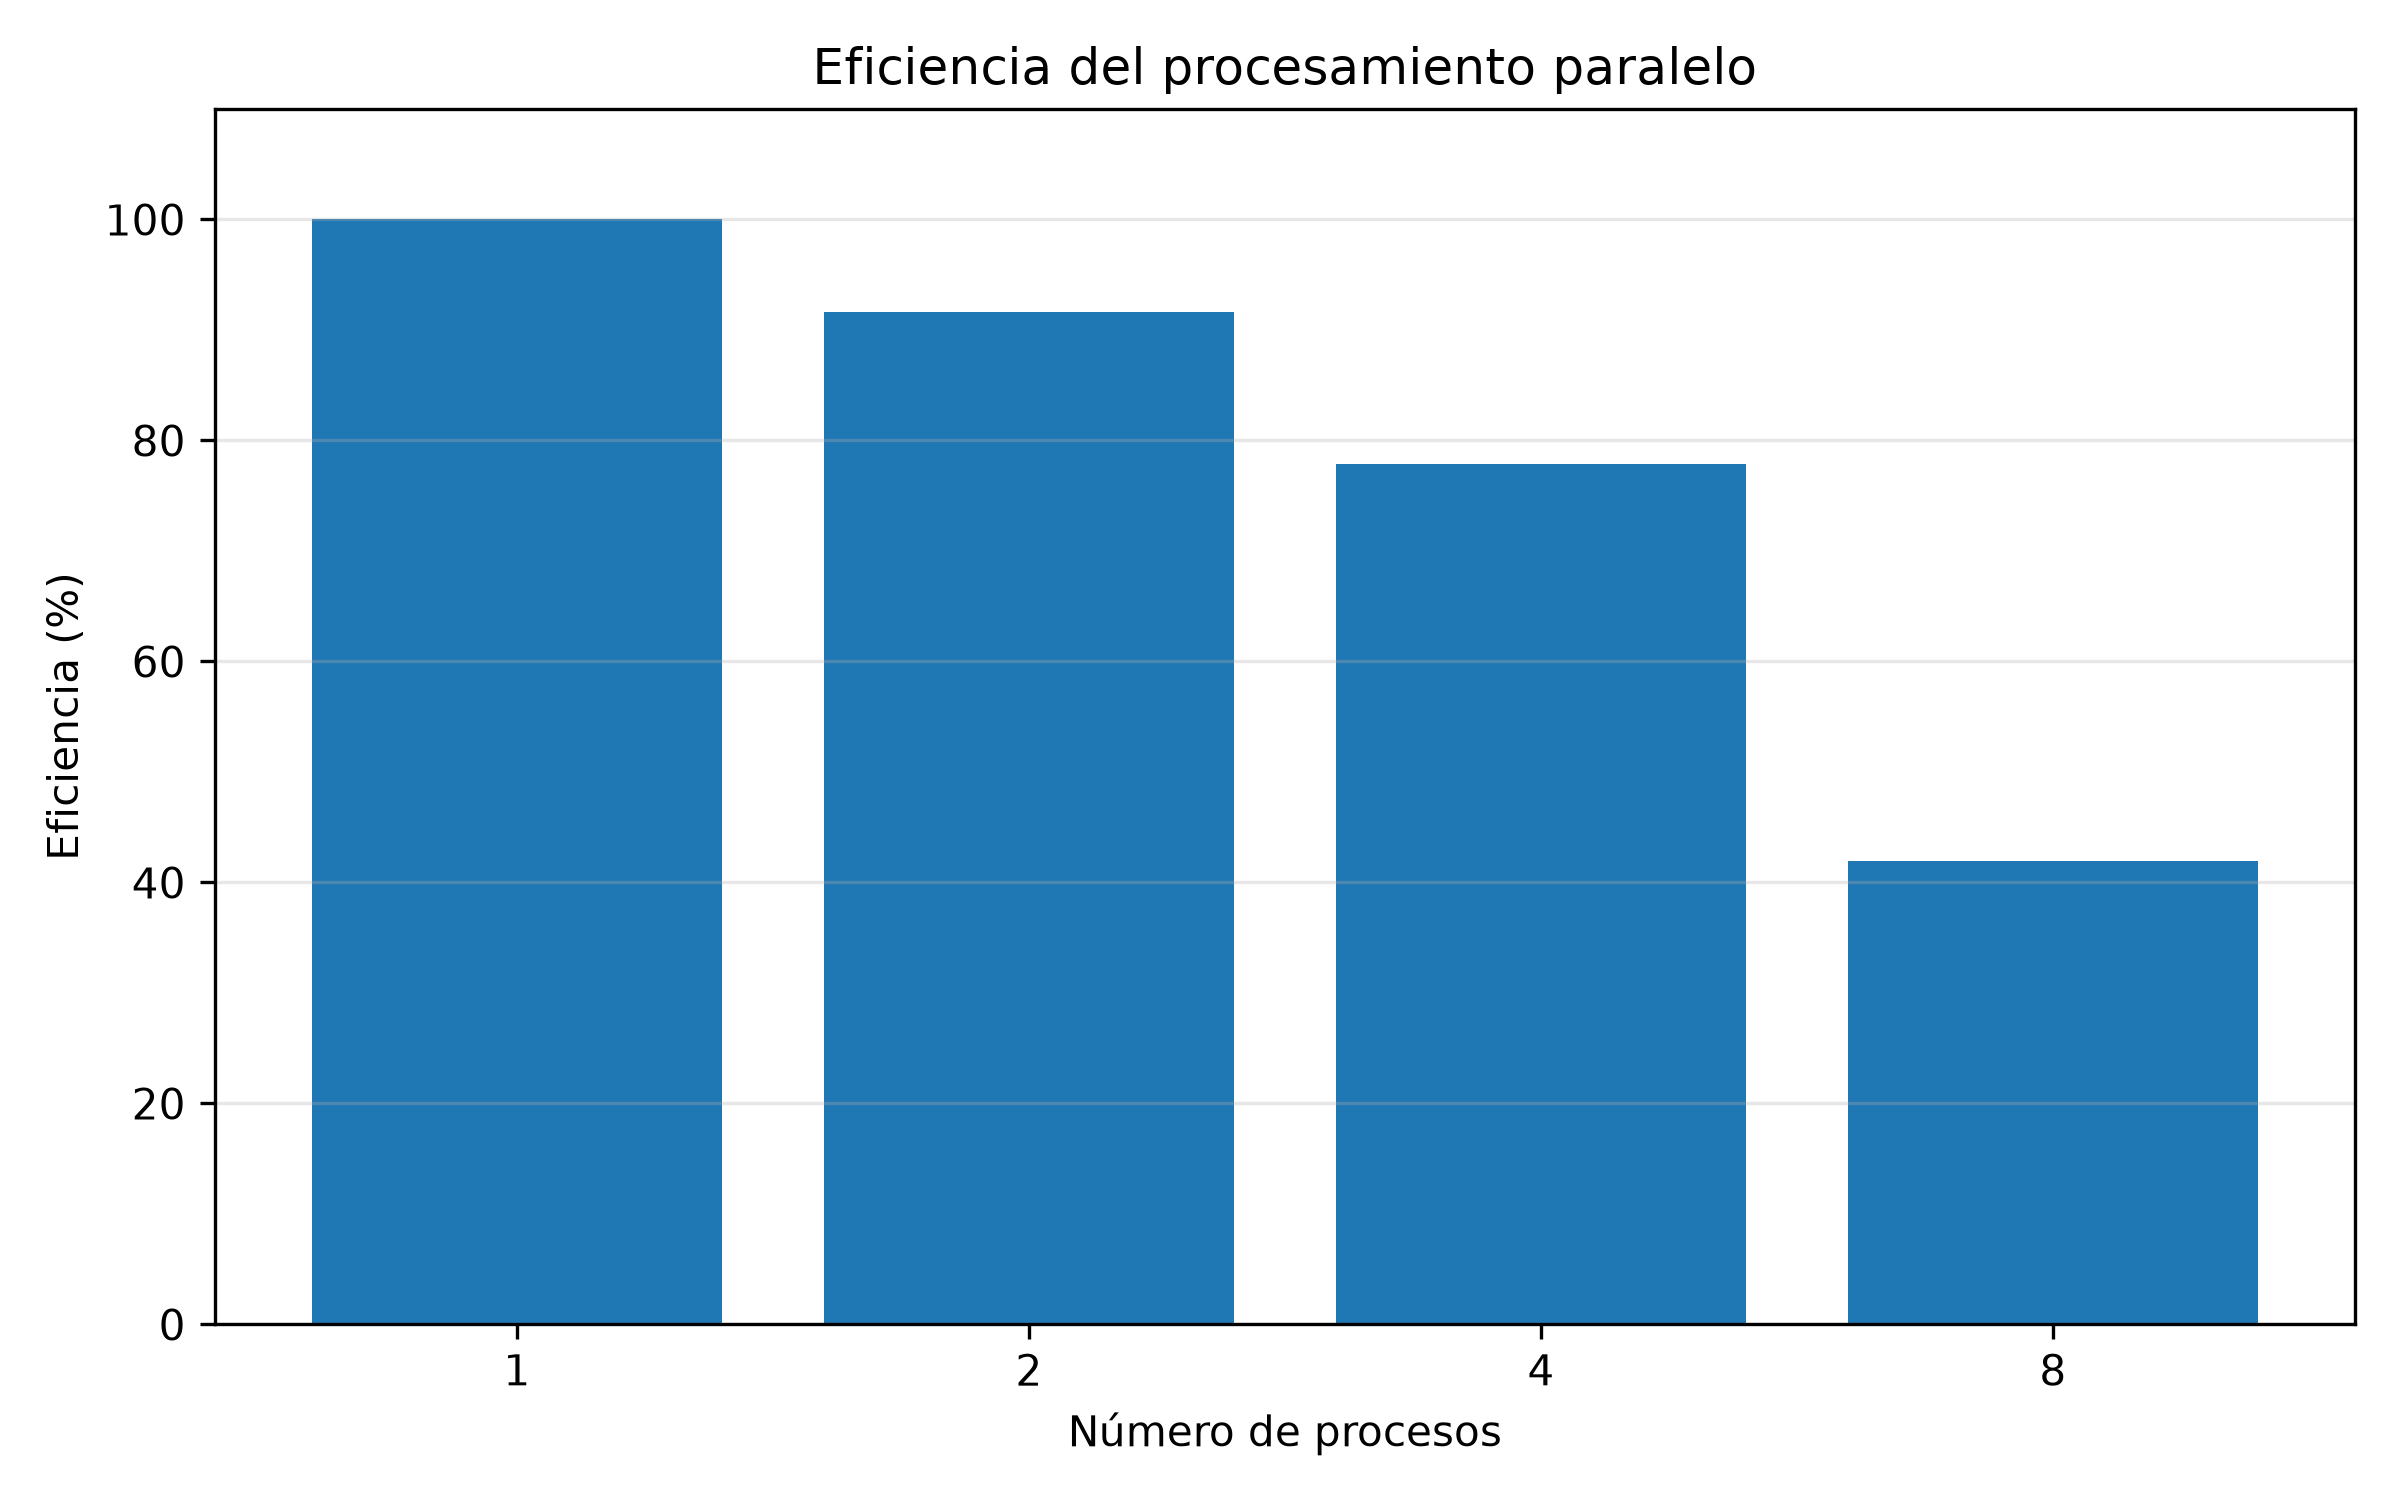 Eficiencia del procesamiento paralelo
Eficiencia (%)
100
80
60
40
20
0
1 2 4 8
Número de procesos